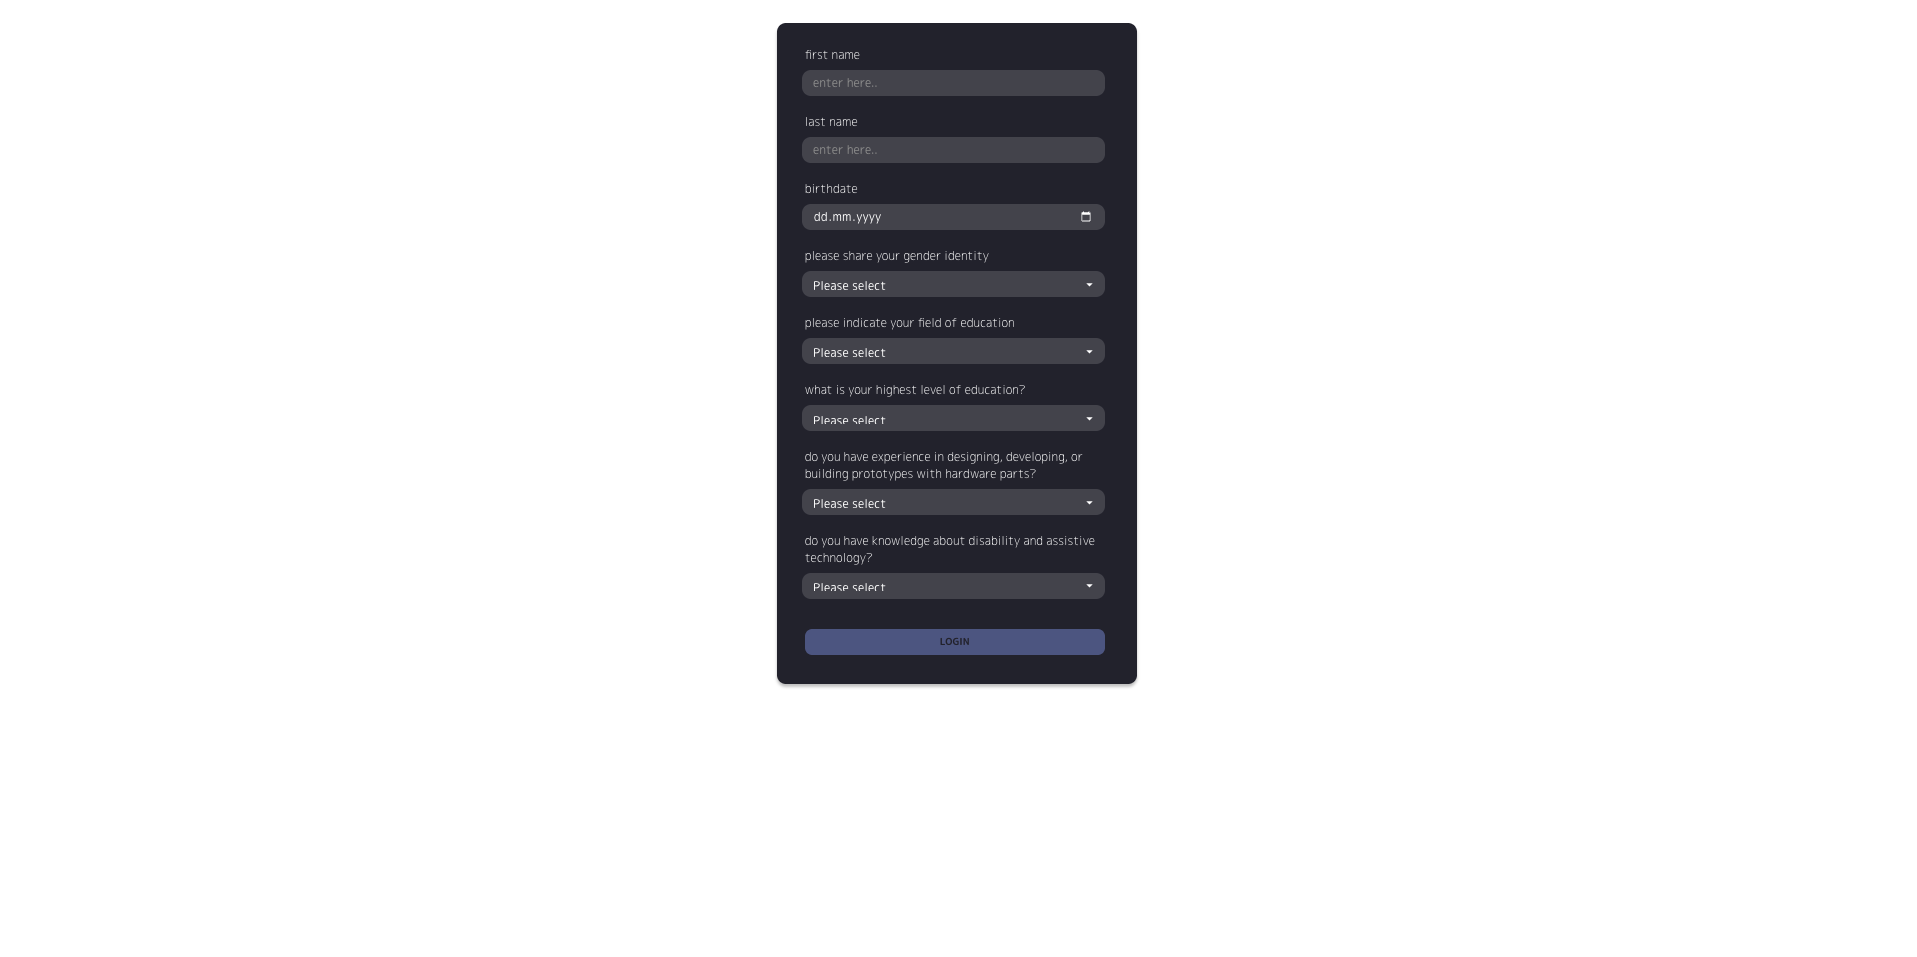 first name
enter here..
last name
enter here..
birthdate
dd.mm.yyyy
please share your gender identity
Please select
please indicate your field of education
Please select
what is your highest level of education?
Please select
do you have experience in designing, developing, or
building prototypes with hardware parts?
Please select
do you have knowledge about disability and assistive
technology?
Please select
LOGIN